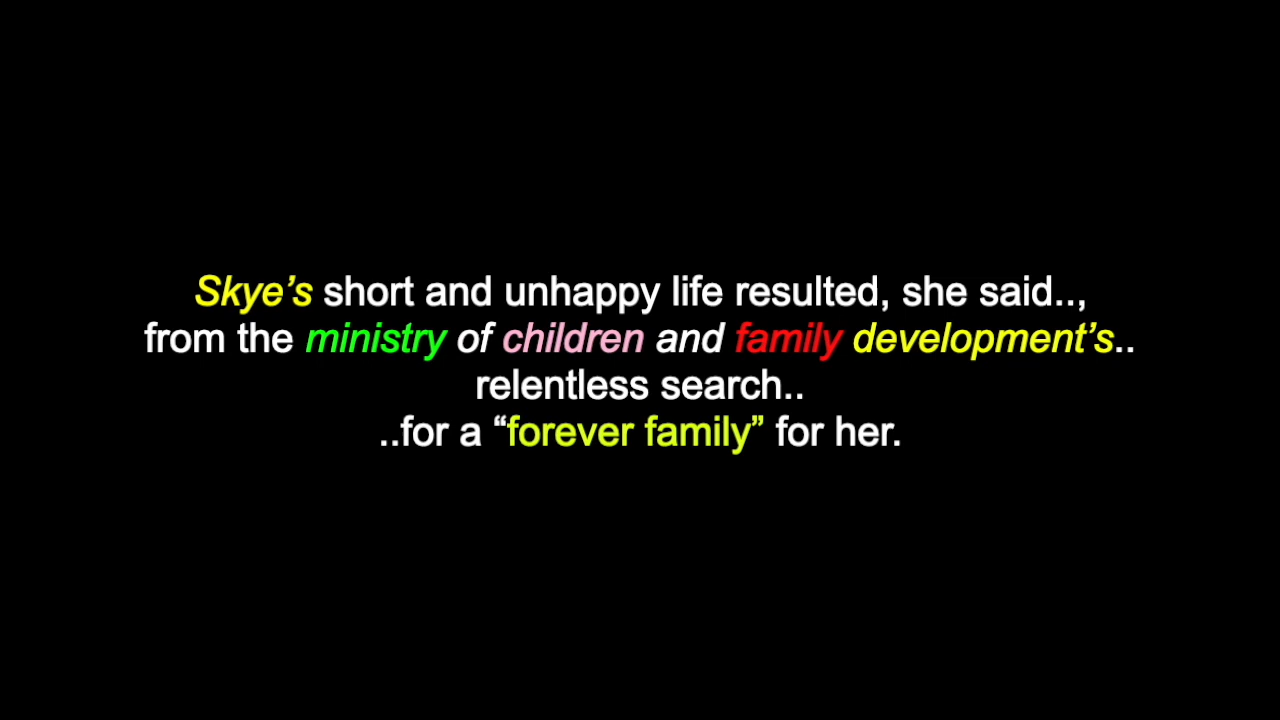 Skye’s short and unhappy life resulted, she said..,
from the ministry of children and family development’s..
relentless search..
..for a “forever family” for her.